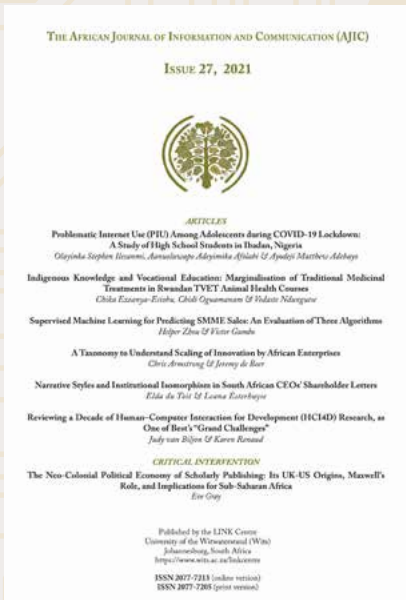 THE AFRICAN JOURNAL OF INFORMATION AND COMMUNICATION (AJIC)
ISSUE 27, 2021
ARTICLES
Problematic Internet Use (PIU) Among Adolescents during COVID-19 Lockdown:
A Study of High School Students in Ibadan, Nigeria
Olayinka Stephen Ilesanmi, Aanuoluwapo Adeyimika Afolabi & Ayodeji Matthew Adebayo
Indigenous Knowledge and Vocational Education: Marginalisation of Traditional Medicinal
Treatments in Rwandan TVET Animal Health Courses
Chika Ezeanya-Esiobu, Chidi Oguamanam & Vedaste Ndungutse
Supervised Machine Learning for Predicting SMME Sales: An Evaluation of Three Algorithms
Helper Zhou & Victor Gumbo
A Taxonomy to Understand Scaling of Innovation by African Enterprises
Chris Armstrong & Jeremy de Beer
Narrative Styles and Institutional Isomorphism in South African CEOs' Shareholder Letters
Elda du Toit & Leana Esterhuyse
Reviewing a Decade of Human–Computer Interaction for Development (HCI4D) Research, as
One of Best's "Grand Challenges"
Judy van Biljon & Karen Renaud
CRITICAL INTERVENTION
The Neo-Colonial Political Economy of Scholarly Publishing: Its UK-US Origins, Maxwell's
Role, and Implications for Sub-Saharan Africa
Eve Gray
Published by the LINK Centre
University of the Witwatersrand (Wits)
Johannesburg, South Africa
https://www.wits.ac.za/linkcentre
ISSN 2077-7213 (online version)
ISSN 2077-7205 (print version)